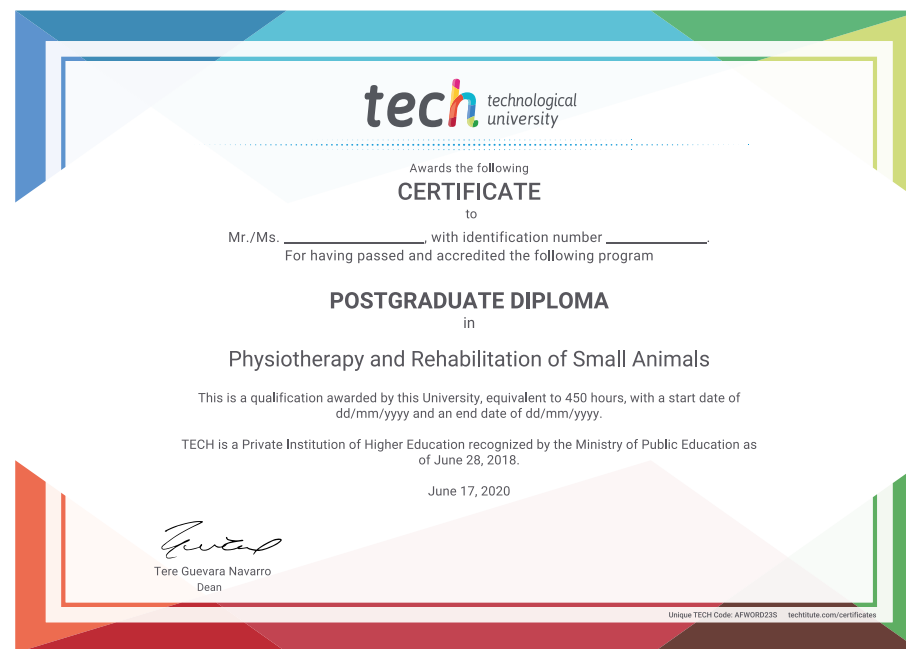 tech technological
university
Awards the following
CERTIFICATE
to
Mr./Ms. ____________, with identification number ____________.
For having passed and accredited the following program
POSTGRADUATE DIPLOMA
in
Physiotherapy and Rehabilitation of Small Animals
This is a qualification awarded by this University, equivalent to 450 hours, with a start date of
dd/mm/yyyy and an end date of dd/mm/yyyy.
TECH is a Private Institution of Higher Education recognized by the Ministry of Public Education as
of June 28, 2018.
June 17, 2020
Tere Guevara Navarro
Dean
Unique TECH Code: AFWORD23S techtitute.com/certificates